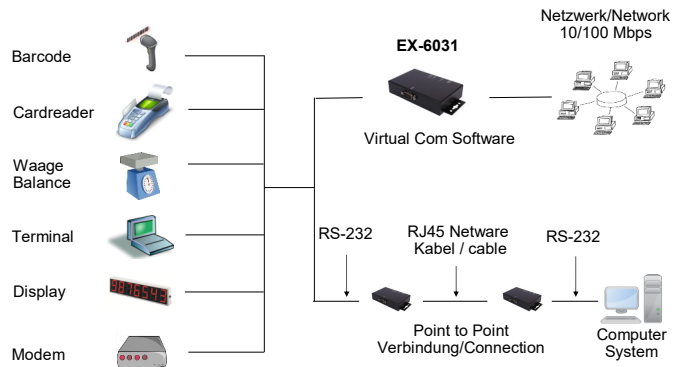 Barcode
Cardreader
Waage
Balance
Terminal
Display
Modem
EX-6031
Virtual Com Software
Netzwerk/Network
10/100 Mbps
RS-232
RJ45 Netware
Kabel / cable
RS-232
Point to Point
Verbindung/Connection
Computer
System